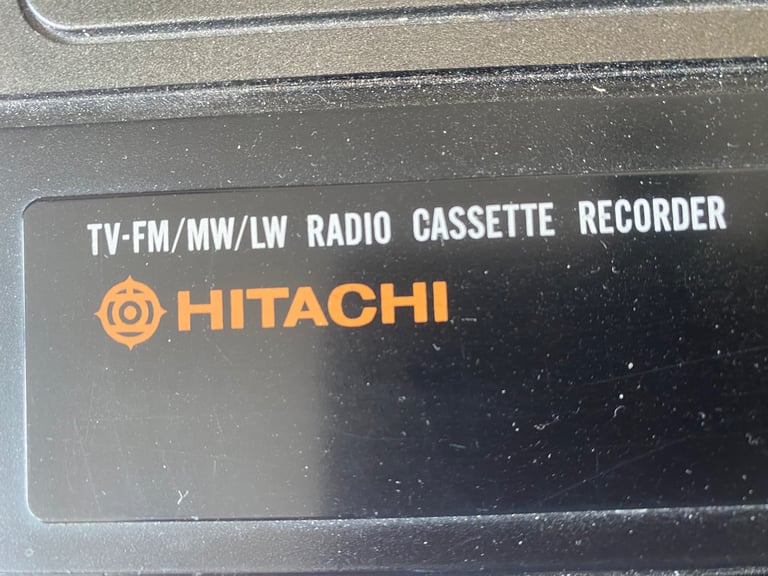 TV-FM/MW/LW RADIO CASSETTE RECORDER
HITACHI